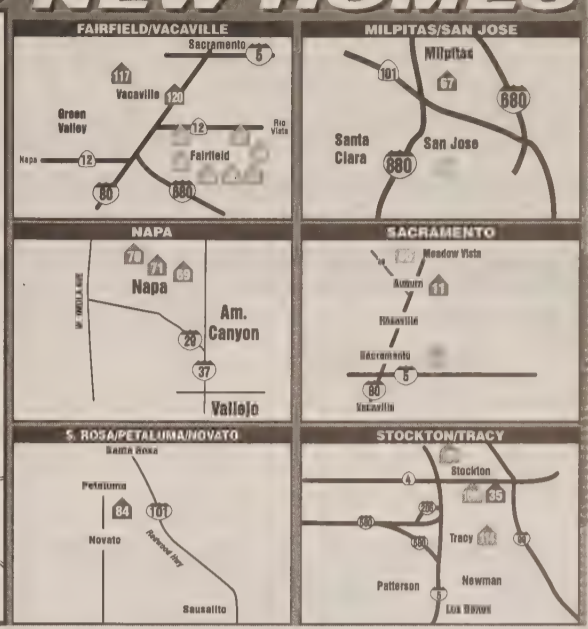 NEW HOMES
FAIRFIELD/VACAVILLE
Sacramento
5
117
Vacaville
120
Green
Valley
12
Rio
Vista
Napa
12
Fairfield
80
680
MILPITAS/SAN JOSE
Milpitas
101
67
680
Santa
Clara
San Jose
880
NAPA
70
71
69
Napa
Am.
Canyon
29
37
Vallejo
SACRAMENTO
Meadow Vista
Auburn
11
Roseville
Sacramento
5
80
Vacaville
S. ROSA/PETALUMA/NOVATO
Santa Rosa
Petaluma
84
101
Novato
Redwood Hwy
Sausalito
STOCKTON/TRACY
Stockton
4
35
205
580
580
Tracy
99
Patterson
Newman
5
Los Banos